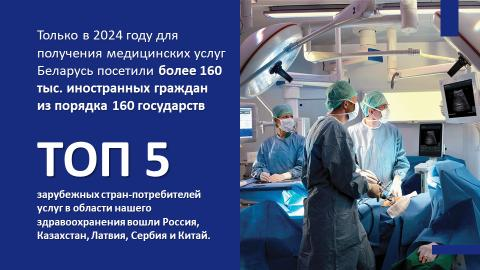 Только в 2024 году для
получения медицинских услуг
Беларусь посетили более 160
тыс. иностранных граждан
из порядка 160 государств
ТОП 5
зарубежных стран-потребителей
услуг в области нашего
здравоохранения вошли Россия,
Казахстан, Латвия, Сербия и Китай.